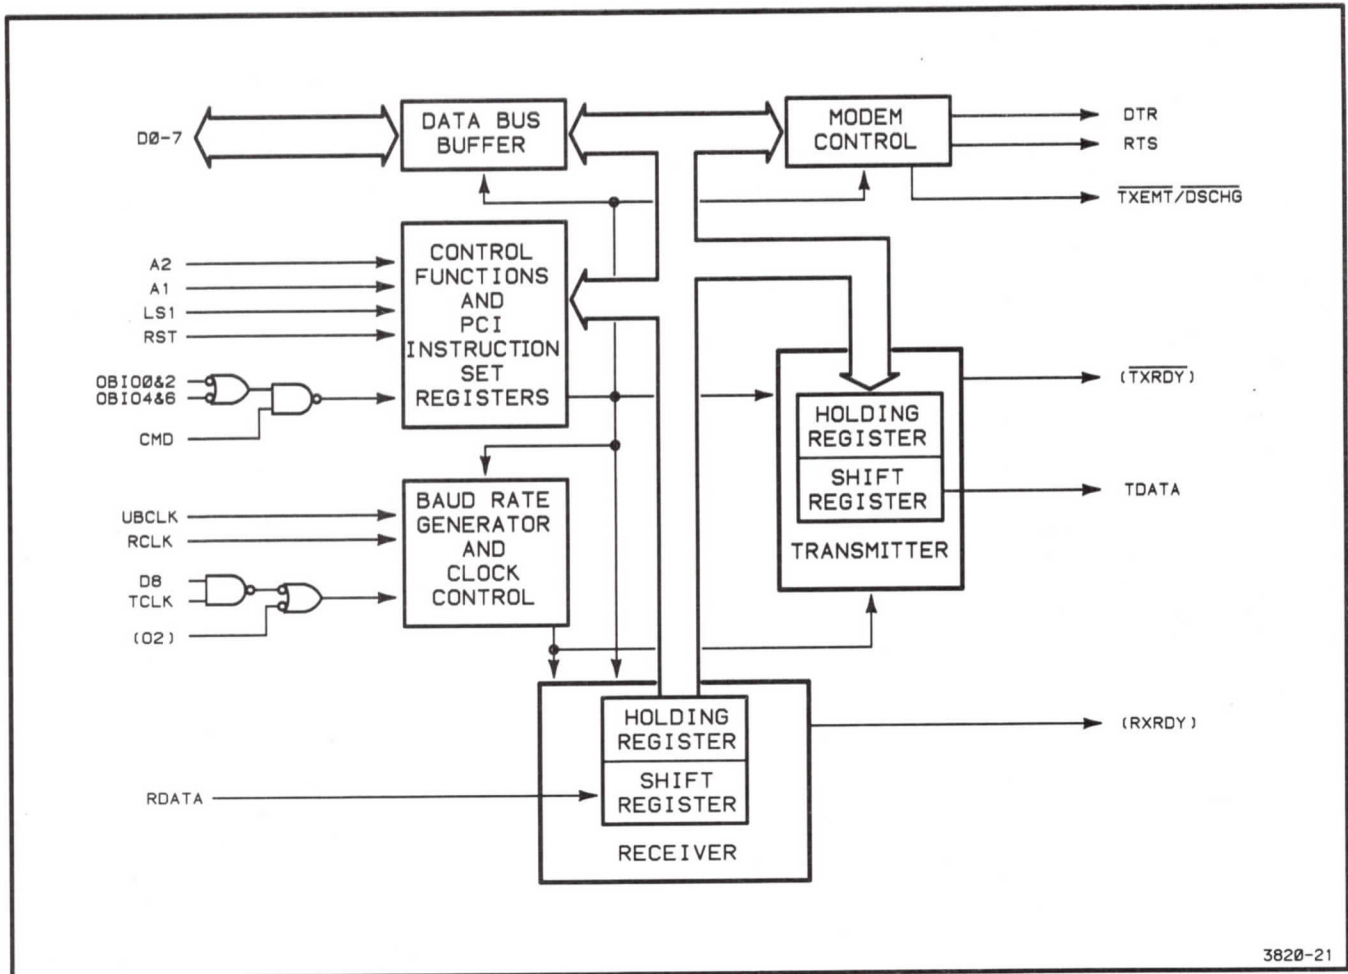 D0-7
DATA BUS
BUFFER
MODEM
CONTROL
DTR
RTS
TXEMT/DSCHG
A2
A1
LS1
RST
OBIO0&2
OBIO4&6
CMD
CONTROL
FUNCTIONS
AND
PCI
INSTRUCTION
SET
REGISTERS
(TXRDY)
HOLDING
REGISTER
SHIFT
REGISTER
TRANSMITTER
TDATA
UBCLK
RCLK
D8
TCLK
(O2)
BAUD RATE
GENERATOR
AND
CLOCK
CONTROL
HOLDING
REGISTER
SHIFT
REGISTER
RECEIVER
(RXRDY)
RDATA
3820-21